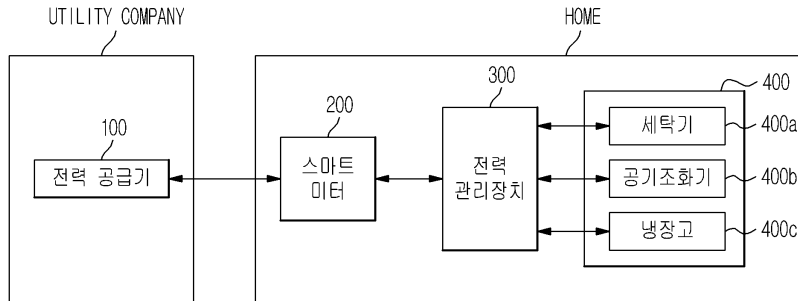 UTILITY COMPANY
HOME
100
전력 공급기
200
스마트
미터
300
전력
관리장치
400
세탁기
400a
공기조화기
400b
냉장고
400c